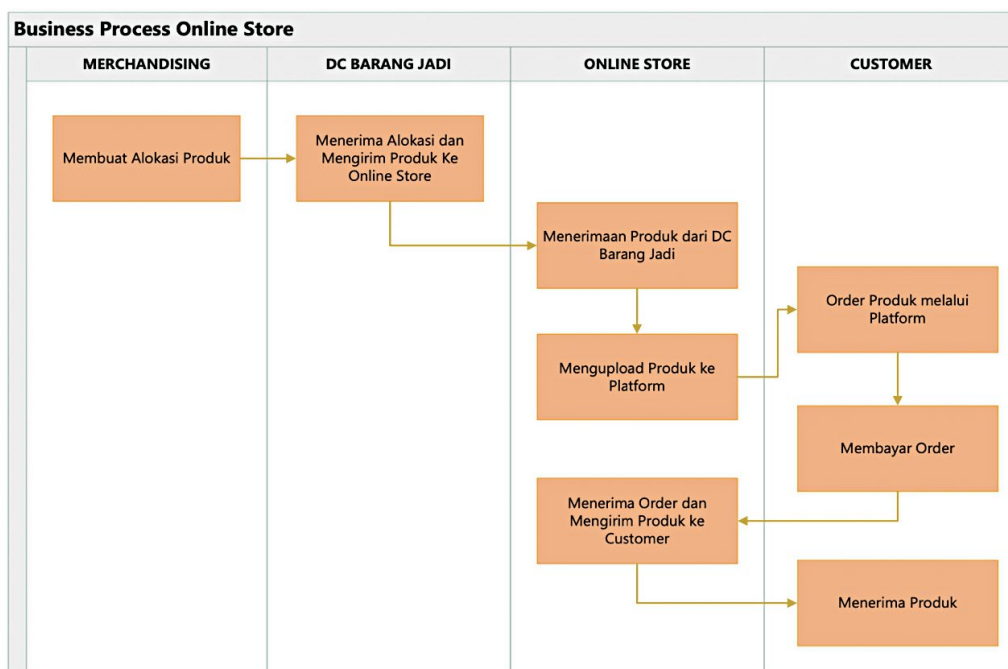 Business Process Online Store
MERCHANDISING
DC BARANG JADI
ONLINE STORE
CUSTOMER
Membuat Alokasi Produk
Menerima Alokasi dan
Mengirim Produk Ke
Online Store
Menerimaan Produk dari DC
Barang Jadi
Mengupload Produk ke
Platform
Order Produk melalui
Platform
Membayar Order
Menerima Order dan
Mengirim Produk ke
Customer
Menerima Produk